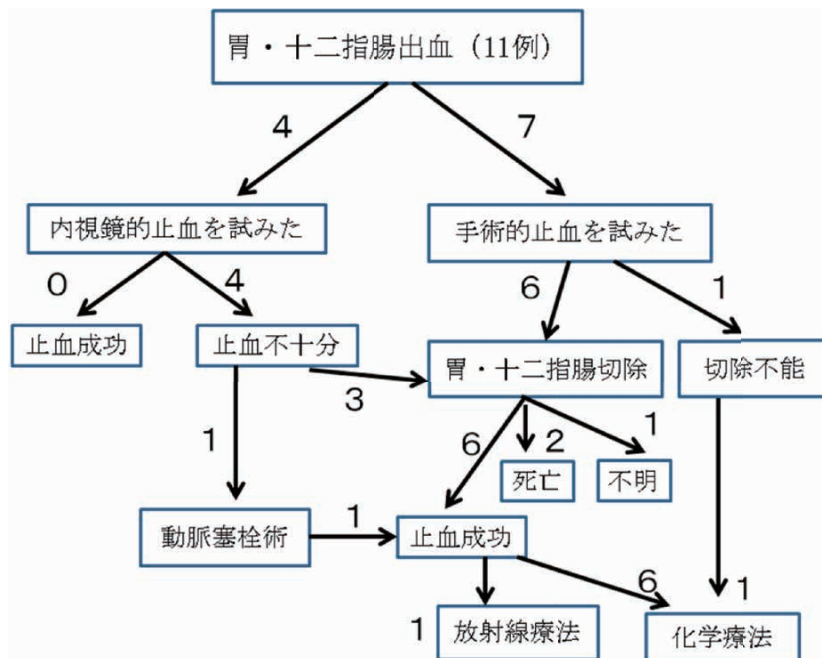 胃・十二指腸出血（11例）
4
7
内視鏡的止血を試みた
手術的止血を試みた
0
4
6
1
止血成功
止血不十分
胃・十二指腸切除
切除不能
3
1
6
2
1
死亡
不明
動脈塞栓術
1
止血成功
6
1
1
放射線療法
化学療法